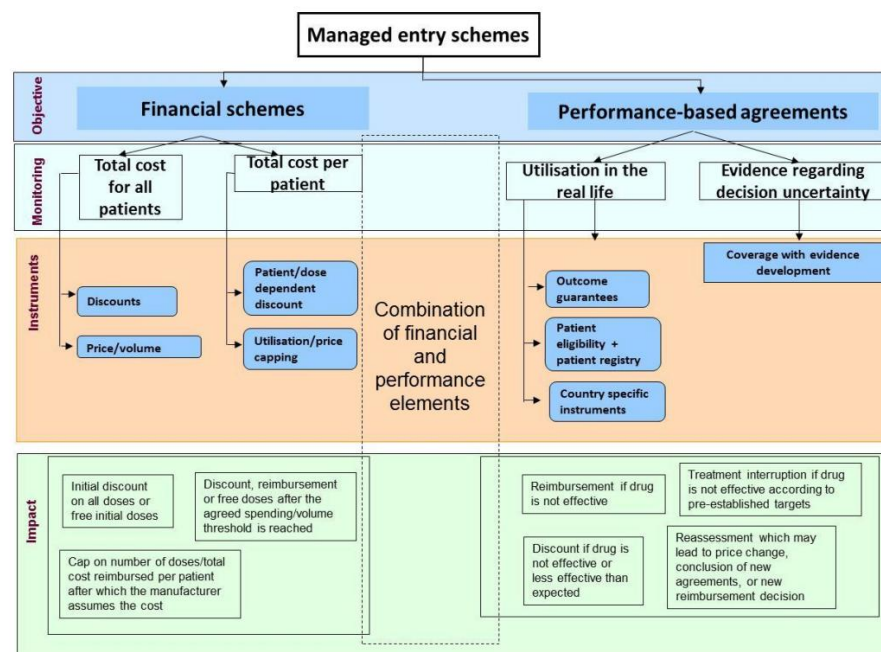 Managed entry schemes
Objective
Financial schemes
Performance-based agreements
Monitoring
Total cost
for all
patients
Total cost per
patient
Utilisation in the
real life
Evidence regarding
decision uncertainty
Instruments
Discounts
Price/volume
Patient/dose
dependent
discount
Utilisation/price
capping
Combination
of financial
and
performance
elements
Outcome
guarantees
Patient
eligibility +
patient registry
Country specific
instruments
Coverage with evidence
development
Impact
Initial discount
on all doses or
free initial doses
Discount, reimbursement
or free doses after the
agreed spending/volume
threshold is reached
Cap on number of doses/total
cost reimbursed per patient
after which the manufacturer
assumes the cost
Reimbursement if drug
is not effective
Treatment interruption if drug
is not effective according to
pre-established targets
Discount if drug is
not effective or
less effective than
expected
Reassessment which may
lead to price change,
conclusion of new
agreements, or new
reimbursement decision